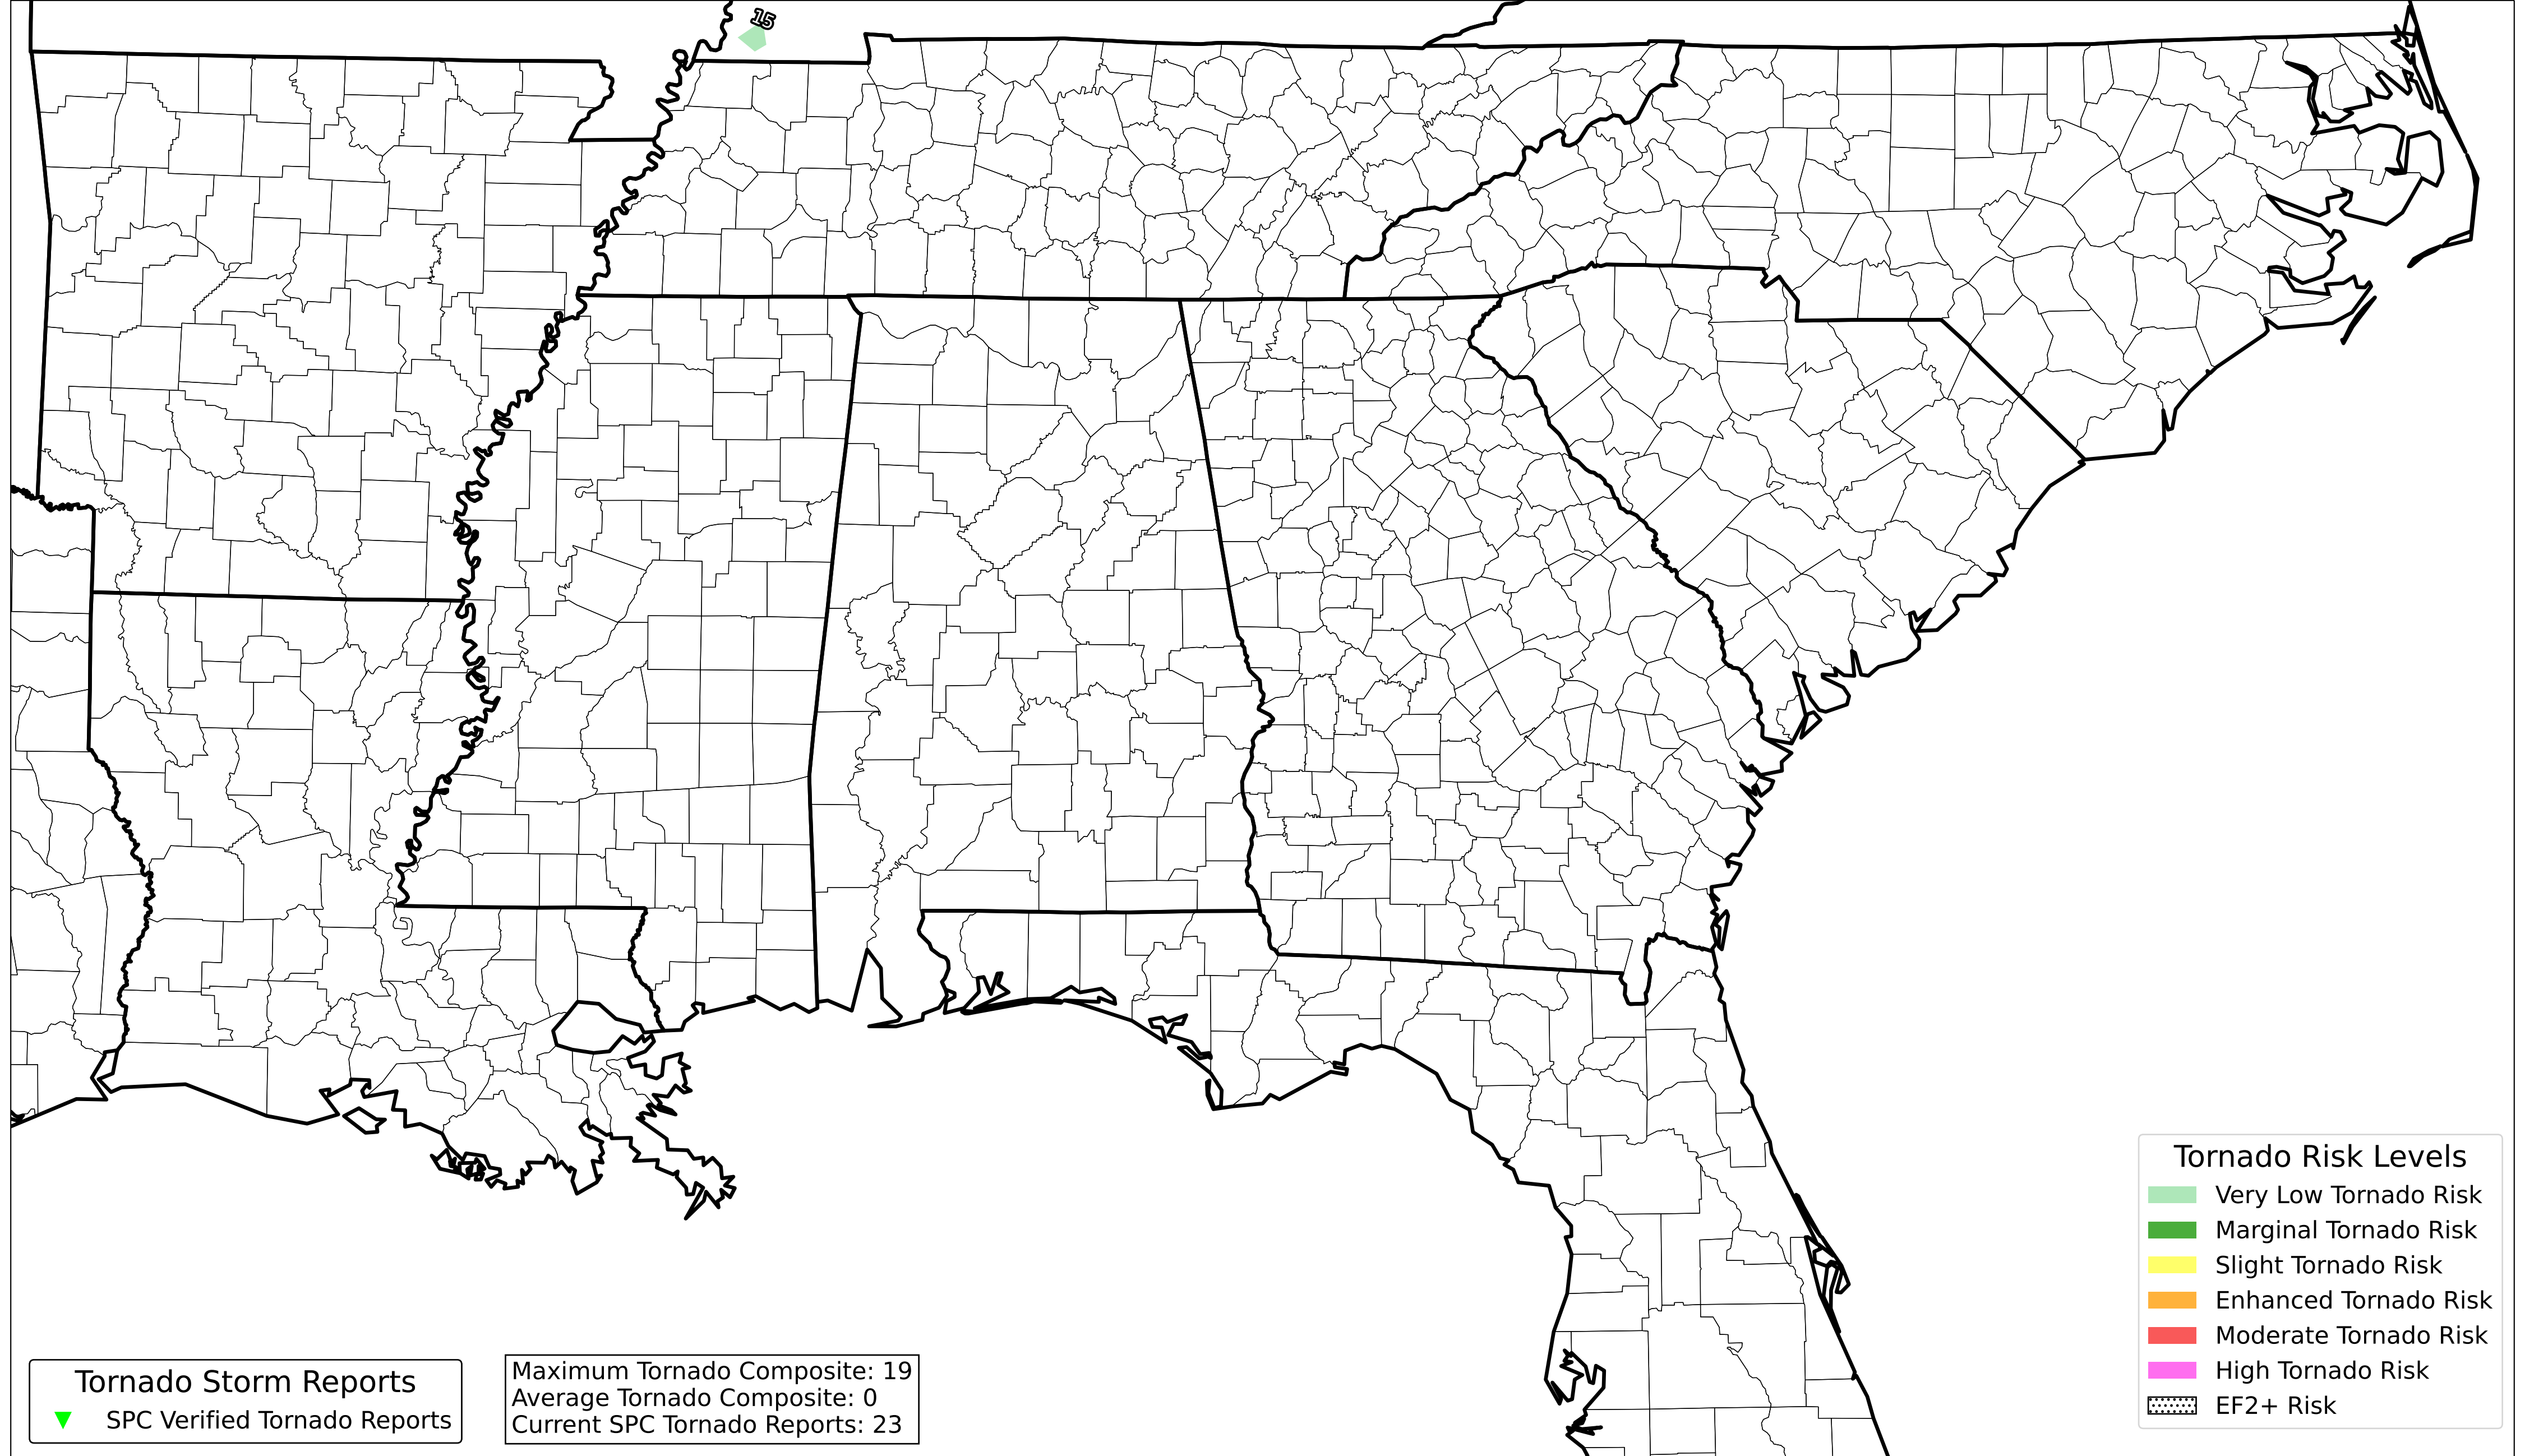 15
Tornado Risk Levels
Very Low Tornado Risk
Marginal Tornado Risk
Slight Tornado Risk
Enhanced Tornado Risk
Moderate Tornado Risk
High Tornado Risk
EF2+ Risk
Tornado Storm Reports
SPC Verified Tornado Reports
Maximum Tornado Composite: 19
Average Tornado Composite: 0
Current SPC Tornado Reports: 23